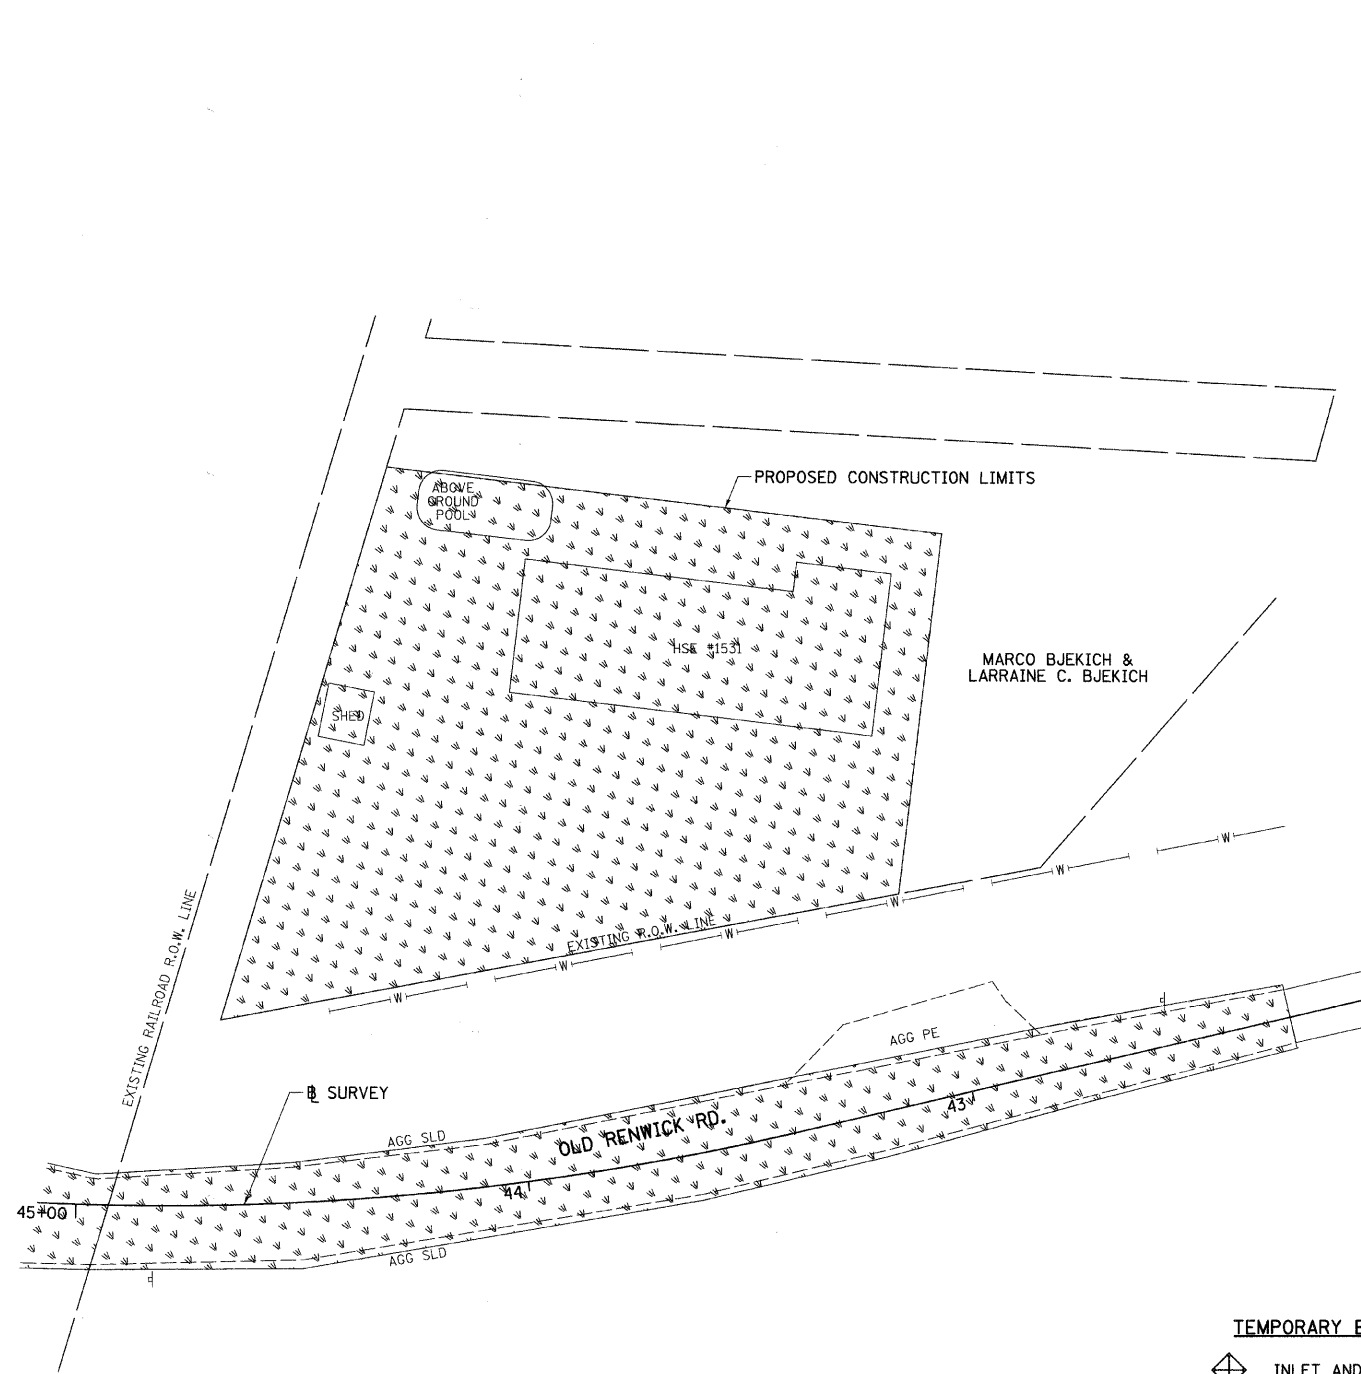 ABOVE
GROUND
POOL
PROPOSED CONSTRUCTION LIMITS
HSE #1531
MARCO BJEKICH &
LARRAINE C. BJEKICH
SHED
W
W
W
W
W
W
EXISTING R.O.W. LINE
EXISTING RAILROAD R.O.W. LINE
AGG PE
SURVEY
43
OLD RENWICK RD.
AGG SLD
44
45+00
AGG SLD
TEMPORARY
INLET AND